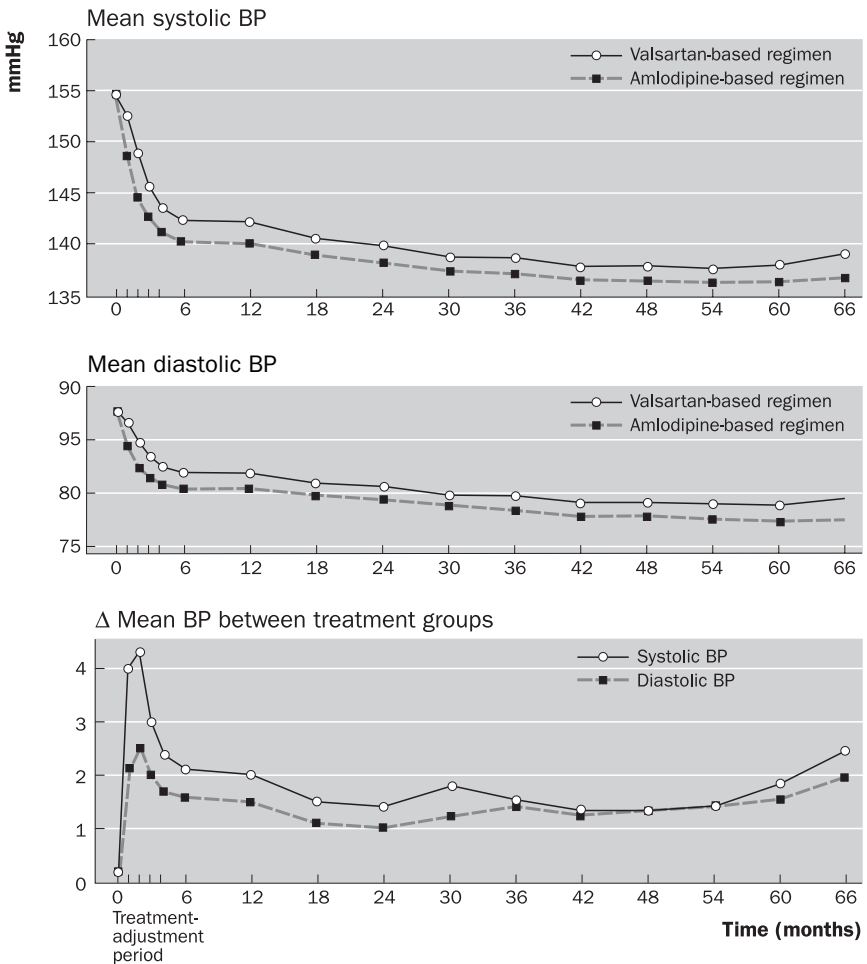 Mean systolic BP
mmHg
160
155
150
145
140
135
Valsartan-based regimen
Amlodipine-based regimen
0 6 12 18 24 30 36 42 48 54 60 66
Mean diastolic BP
90
95
80
75
Valsartan-based regimen
Amlodipine-based regimen
0 6 12 18 24 30 36 42 48 54 60 66
Δ Mean BP between treatment groups
4
3
2
1
0
Systolic BP
Diastolic BP
0 6 12 18 24 30 36 42 48 54 60 66
Treatment-
adjustment
period
Time (months)